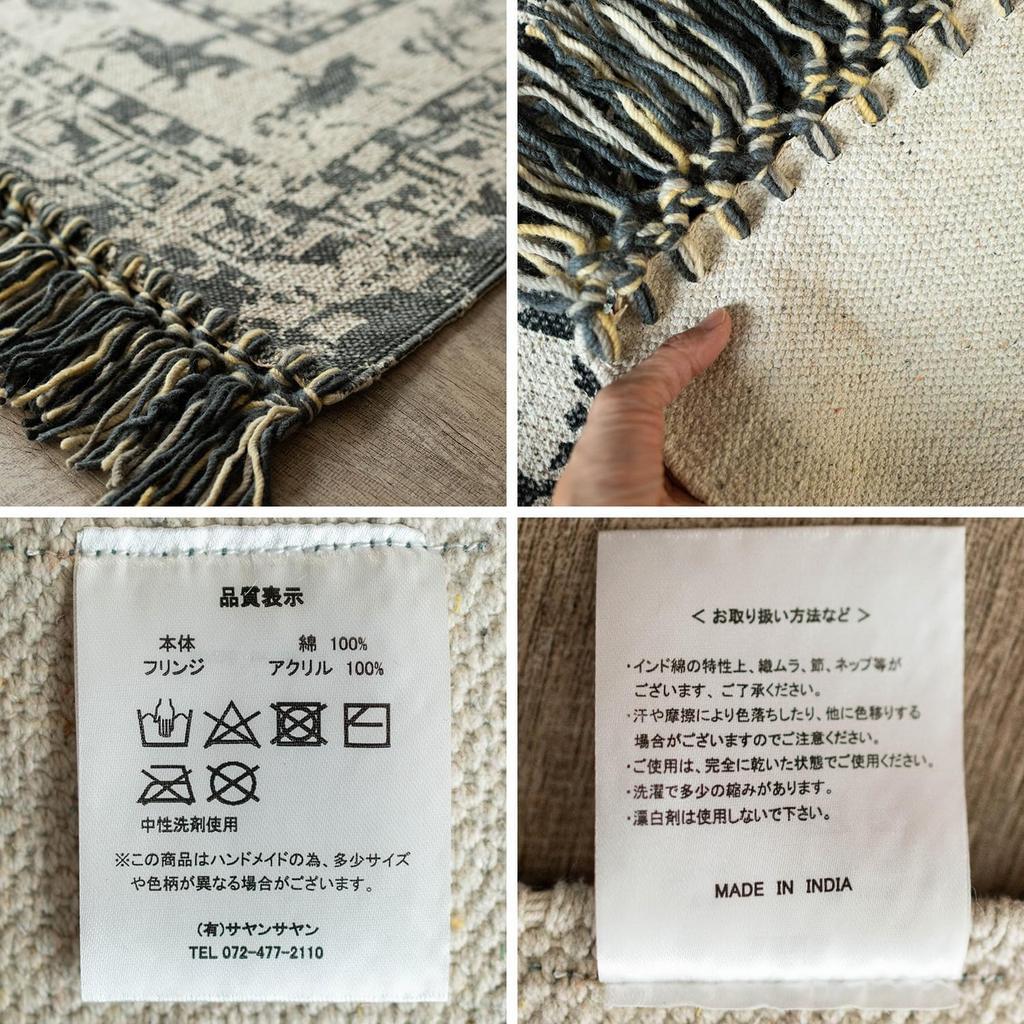 品質表示
本体 綿 100%
フリンジ アクリル 100%
中性洗剤使用
※この商品はハンドメイドの為、多少サイズ
や色柄が異なる場合がございます。
(有)サヤンサヤン
TEL 072-477-2110
< お取り扱い方法など >
・インド綿の特性上、織ムラ、節、ネップ等が
ございます、ご了承ください。
・汗や摩擦により色落ちしたり、他に色移りする
場合がございますのでご注意ください。
・ご使用は、完全に乾いた状態でご使用ください。
・洗濯で多少の縮みがあります。
・漂白剤は使用しないで下さい。
MADE IN INDIA